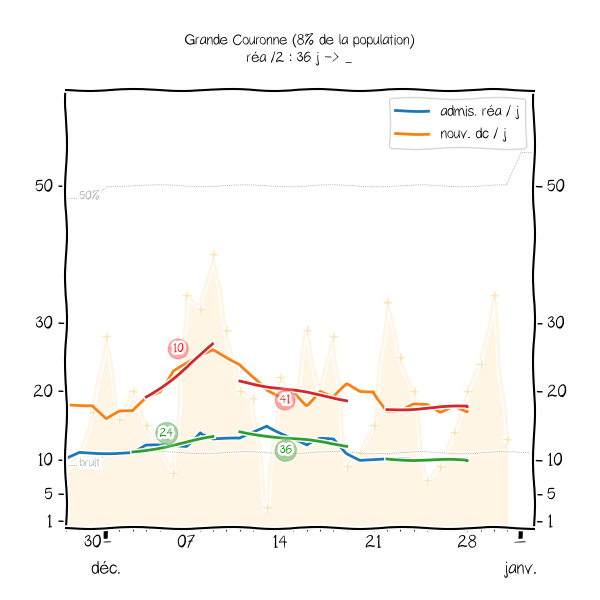 Grande Couronne (8% de la population)
réa /2 : 36 j -> _
admis. réa / j
nouv. dc / j
50 50
50%
30 30
10
20 20
41
24
36
10 10
bruit
5 5
1 1
30 07 14 21 28
déc. janv.